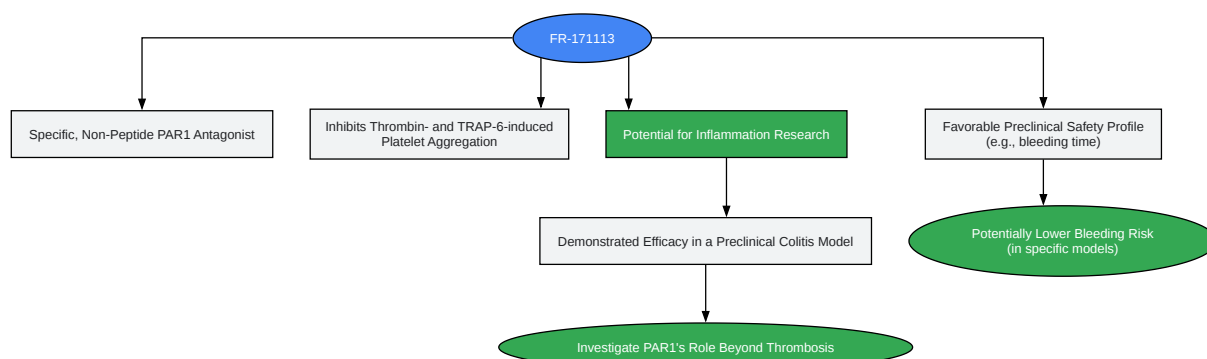 FR-171113
Specific, Non-Peptide PAR1 Antagonist
Inhibits Thrombin- and TRAP-6-induced
Platelet Aggregation
Potential for Inflammation Research
Favorable Preclinical Safety Profile
(e.g., bleeding time)
Demonstrated Efficacy in a Preclinical Colitis Model
Potentially Lower Bleeding Risk
(in specific models)
Investigate PAR1's Role Beyond Thrombosis